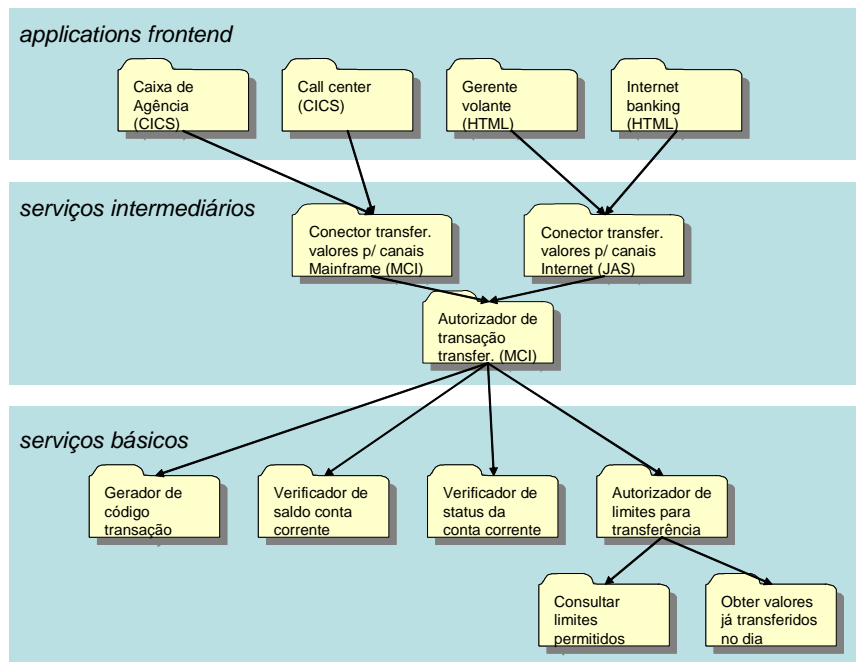 applications frontend
Caixa de
Agência
(CICS)
Call center
(CICS)
Gerente
volante
(HTML)
Internet
banking
(HTML)
serviços intermediários
Conector transfer.
valores p/ canais
Mainframe (MCI)
Conector transfer.
valores p/ canais
Internet (JAS)
Autorizador de
transação
transfer. (MCI)
serviços básicos
Gerador de
código
transação
Verificador de
saldo conta
corrente
Verificador de
status da
conta corrente
Autorizador de
limites para
transferência
Consultar
limites
permitidos
Obter valores
já transferidos
no dia